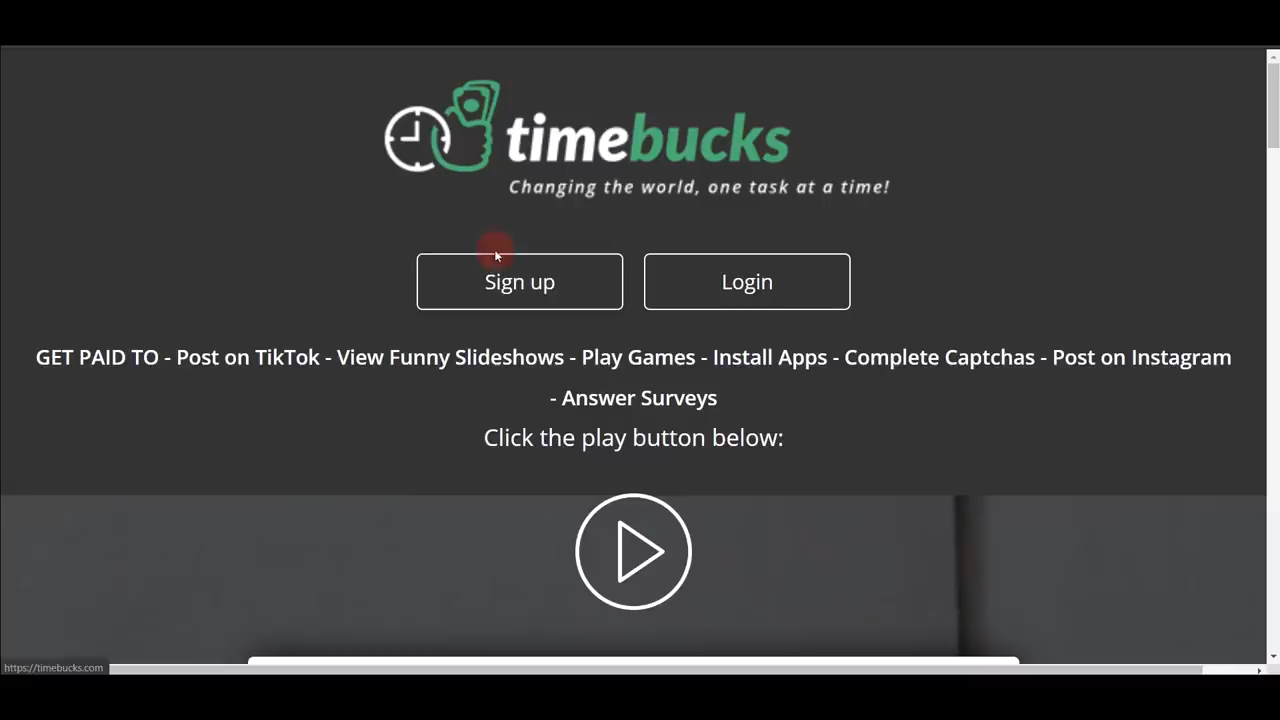 timebucks
Changing the world, one task at a time!
Sign up
Login
GET PAID TO - Post on TikTok - View Funny Slideshows - Play Games - Install Apps - Complete Captchas - Post on Instagram
- Answer Surveys
Click the play button below:
https://timebucks.com